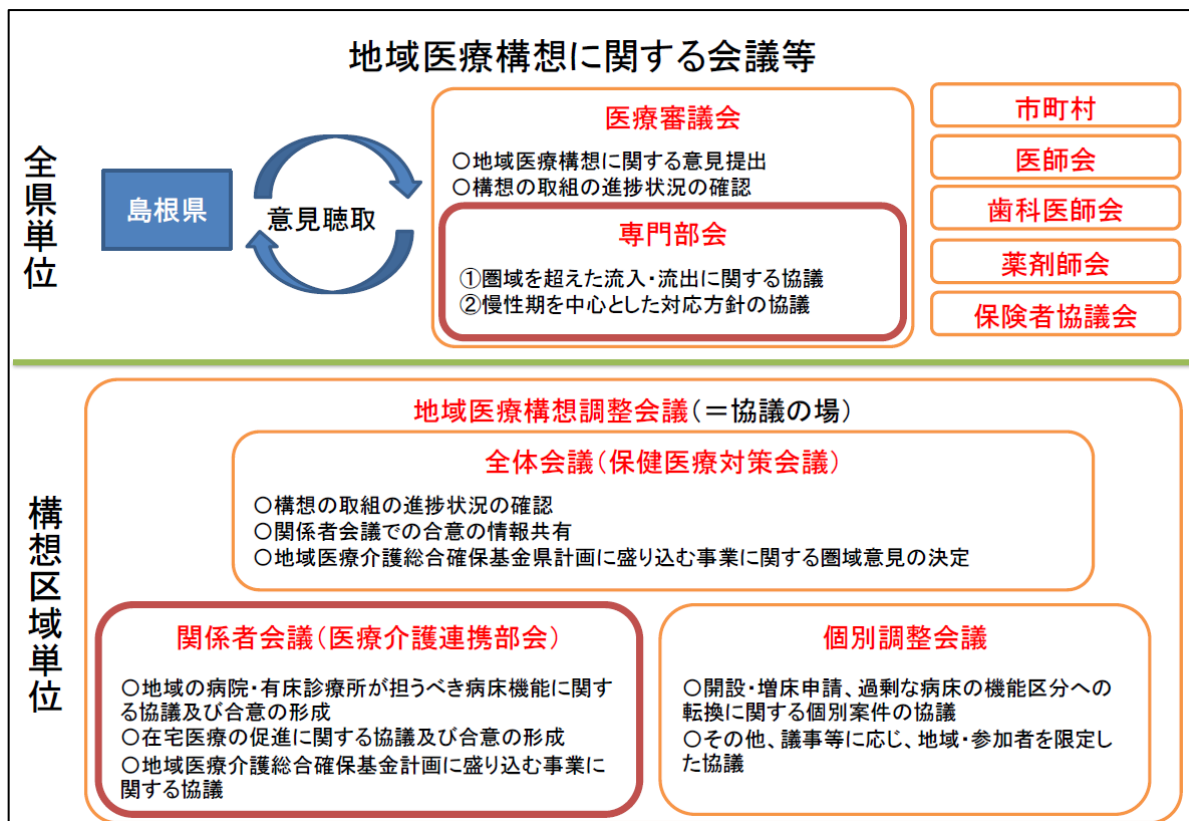 地域医療構想に関する会議等
全県単位
島根県
意見聴取
医療審議会
○地域医療構想に関する意見提出
○構想の取組の進捗状況の確認
専門部会
①圏域を超えた流入・流出に関する協議
②慢性期を中心とした対応方針の協議
市町村
医師会
歯科医師会
薬剤師会
保険者協議会
構想区域単位
地域医療構想調整会議(=協議の場)
全体会議(保健医療対策会議)
○構想の取組の進捗状況の確認
○関係者会議での合意の情報共有
○地域医療介護総合確保基金県計画に盛り込む事業に関する圏域意見の決定
関係者会議(医療介護連携部会)
○地域の病院・有床診療所が担うべき病床機能に関す
る協議及び合意の形成
○在宅医療の促進に関する協議及び合意の形成
○地域医療介護総合確保基金計画に盛り込む事業に
関する協議
個別調整会議
○開設・増床申請、過剰な病床の機能区分への
転換に関する個別案件の協議
○その他、議事等に応じ、地域・参加者を限定し
た協議